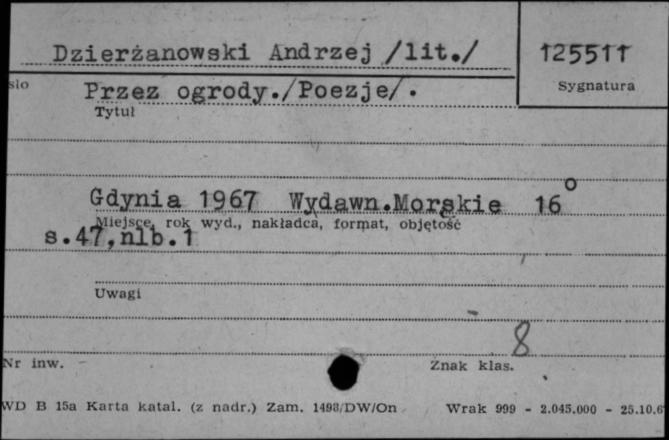 Dzierżanowski Andrzej /lit./ 125511
sło Przez ogrody./Poezje/. Sygnatura
Tytuł
Gdynia 1967 Wydawn.Morskie 16°
Miejsce, rok wyd., nakładca, format, objętość
s.47,nlb.1
Uwagi
8
Nr inw. Znak klas.
WD B 15a Karta katal. (z nadr.) Zam. 1498/DW/On Wrak 999 - 2.045.000 - 25.10.6